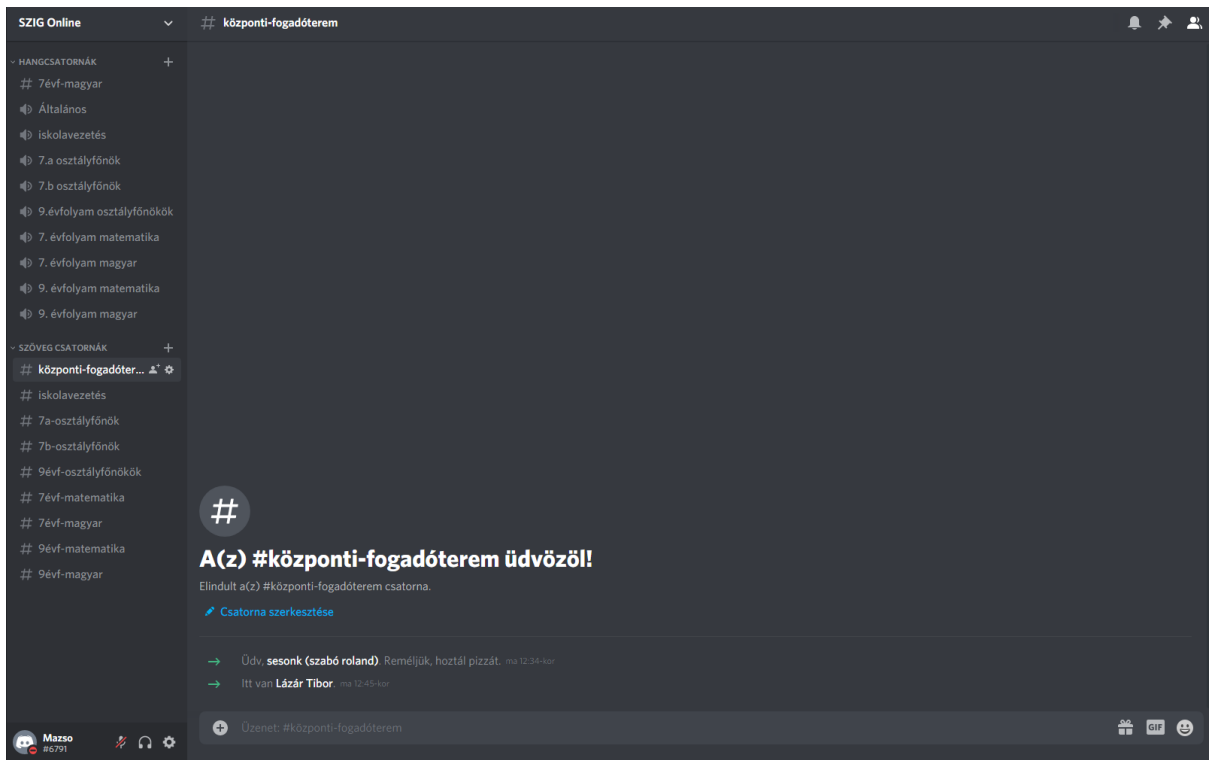 SZIG Online
HANGCSATORNÁK
7évf-magyar
Általános
iskolavezetés
7.a osztályfőnök
7.b osztályfőnök
9.évfolyam osztályfőnökök
7. évfolyam matematika
7. évfolyam magyar
9. évfolyam matematika
9. évfolyam magyar
SZÖVEG CSATORNÁK
központi-fogadóter...
iskolavezetés
7a-osztályfőnök
7b-osztályfőnök
9évf-osztályfőnökök
7évf-matematika
7évf-magyar
9évf-matematika
9évf-magyar
Mazso
#6791
# központi-fogadóterem
#
A(z) #központi-fogadóterem üdvözöl!
Elindult a(z) #központi-fogadóterem csatorna.
Csatorna szerkesztése
Üdv, sesonk (szabó roland). Reméljük, hoztál pizzát. ma 12:34-kor
Itt van Lázár Tibor. ma 12:45-kor
Üzenet: #központi-fogadóterem
GIF